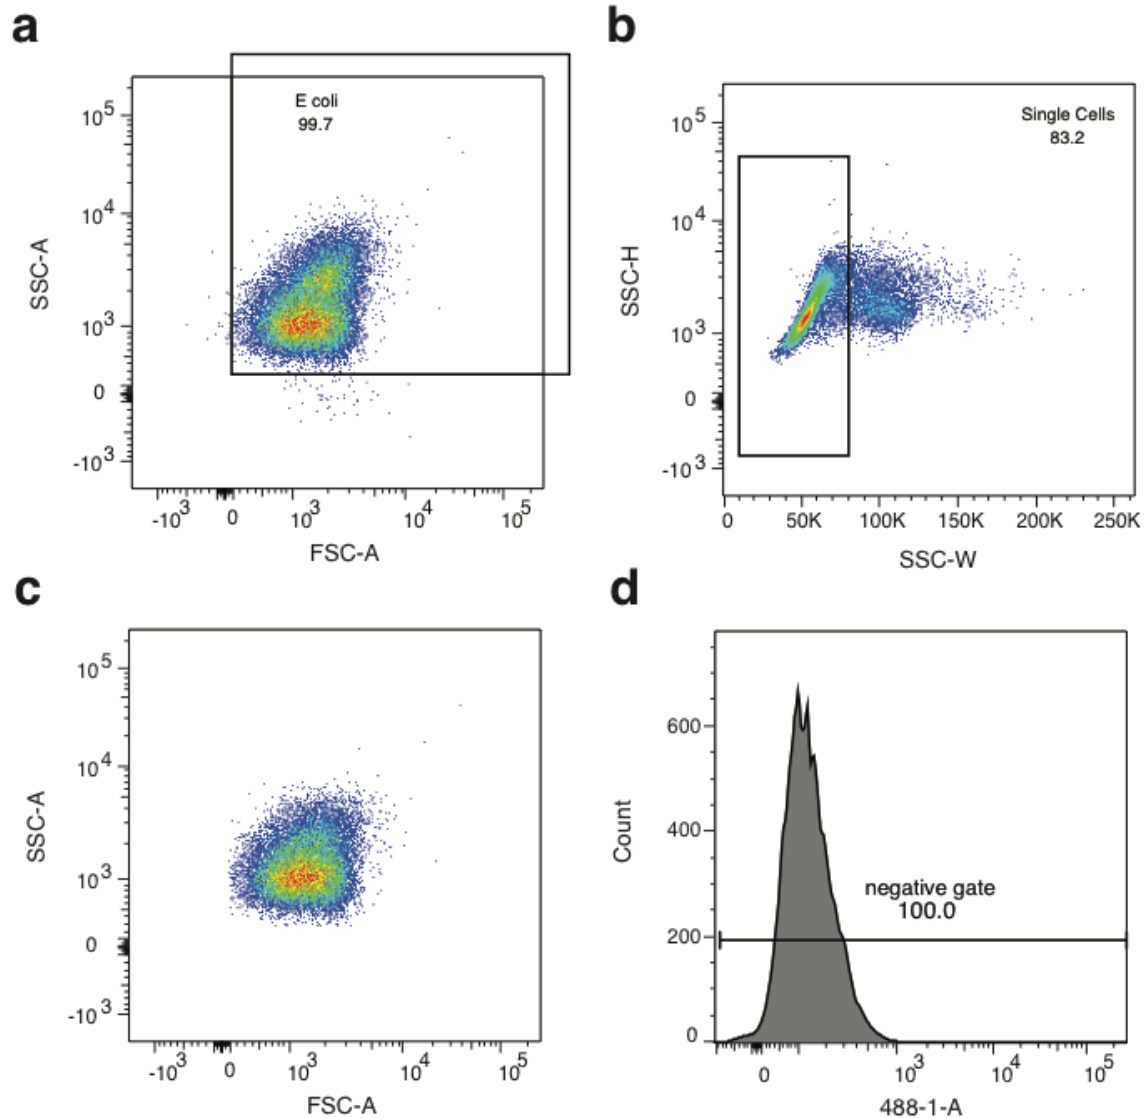 a
E coli
99.7
10^5
10^4
10^3
0
-10^3
SSC-A
-10^3 0 10^3 10^4 10^5
FSC-A
b
Single Cells
83.2
10^5
10^4
10^3
0
-10^3
SSC-H
0 50K 100K 150K 200K 250K
SSC-W
c
10^5
10^4
10^3
0
-10^3
SSC-A
-10^3 0 10^3 10^4 10^5
FSC-A
d
negative gate
100.0
600
400
200
0
Count
0 10^3 10^4 10^5
488-1-A